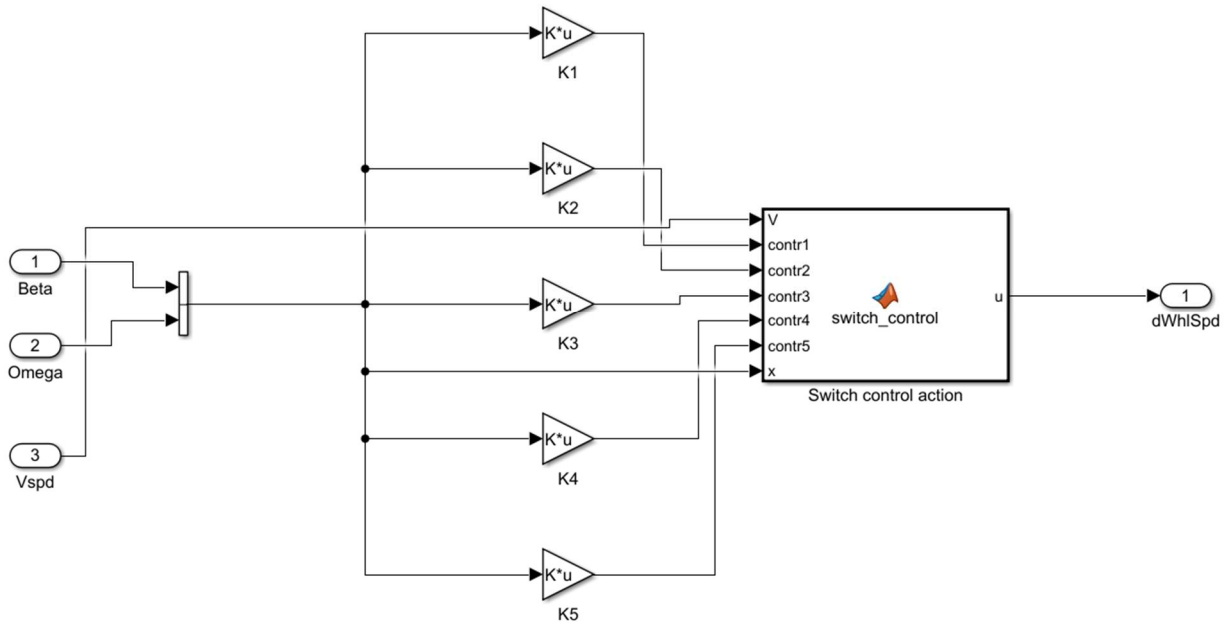 K*u
K1
K*u
K2
V
contr1
contr2
contr3
contr4
contr5
x
switch_control
u
Switch control action
1
Beta
2
Omega
3
Vspd
K*u
K3
K*u
K4
K*u
K5
1
dWhlSpd